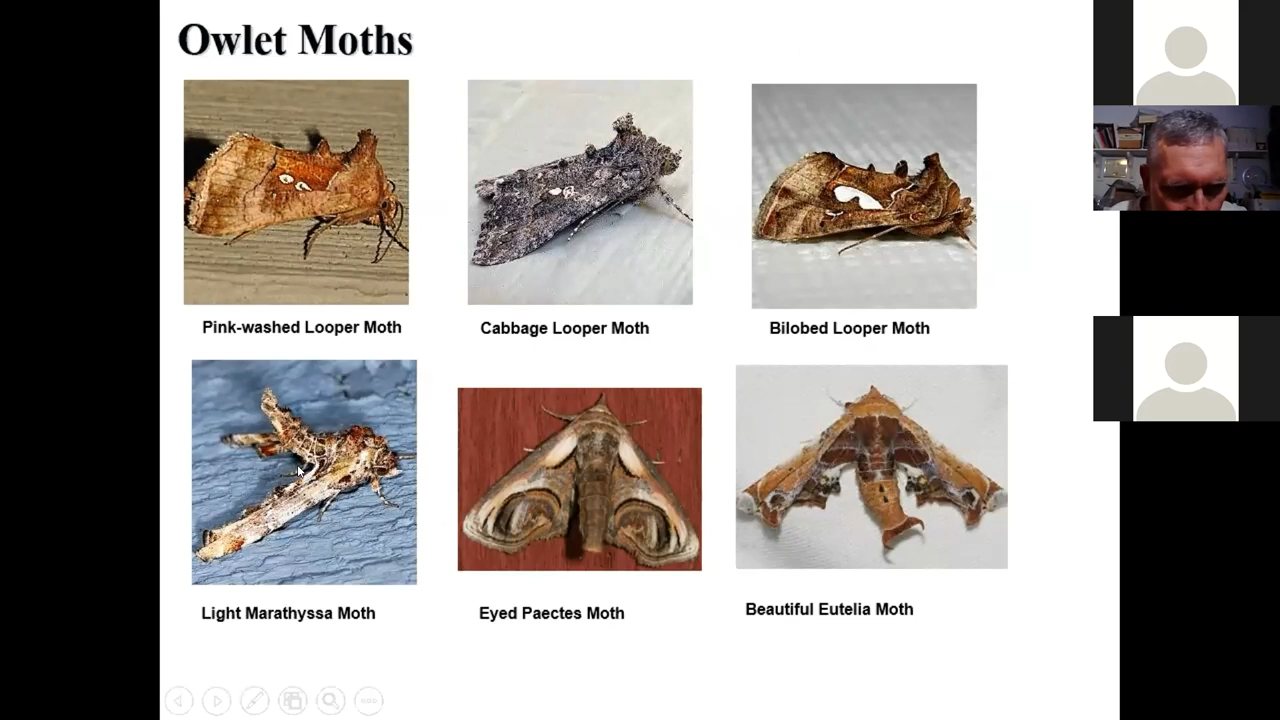 Owlet Moths
Pink-washed Looper Moth
Cabbage Looper Moth
Bilobed Looper Moth
Light Marathyssa Moth
Eyed Paectes Moth
Beautiful Eutelia Moth